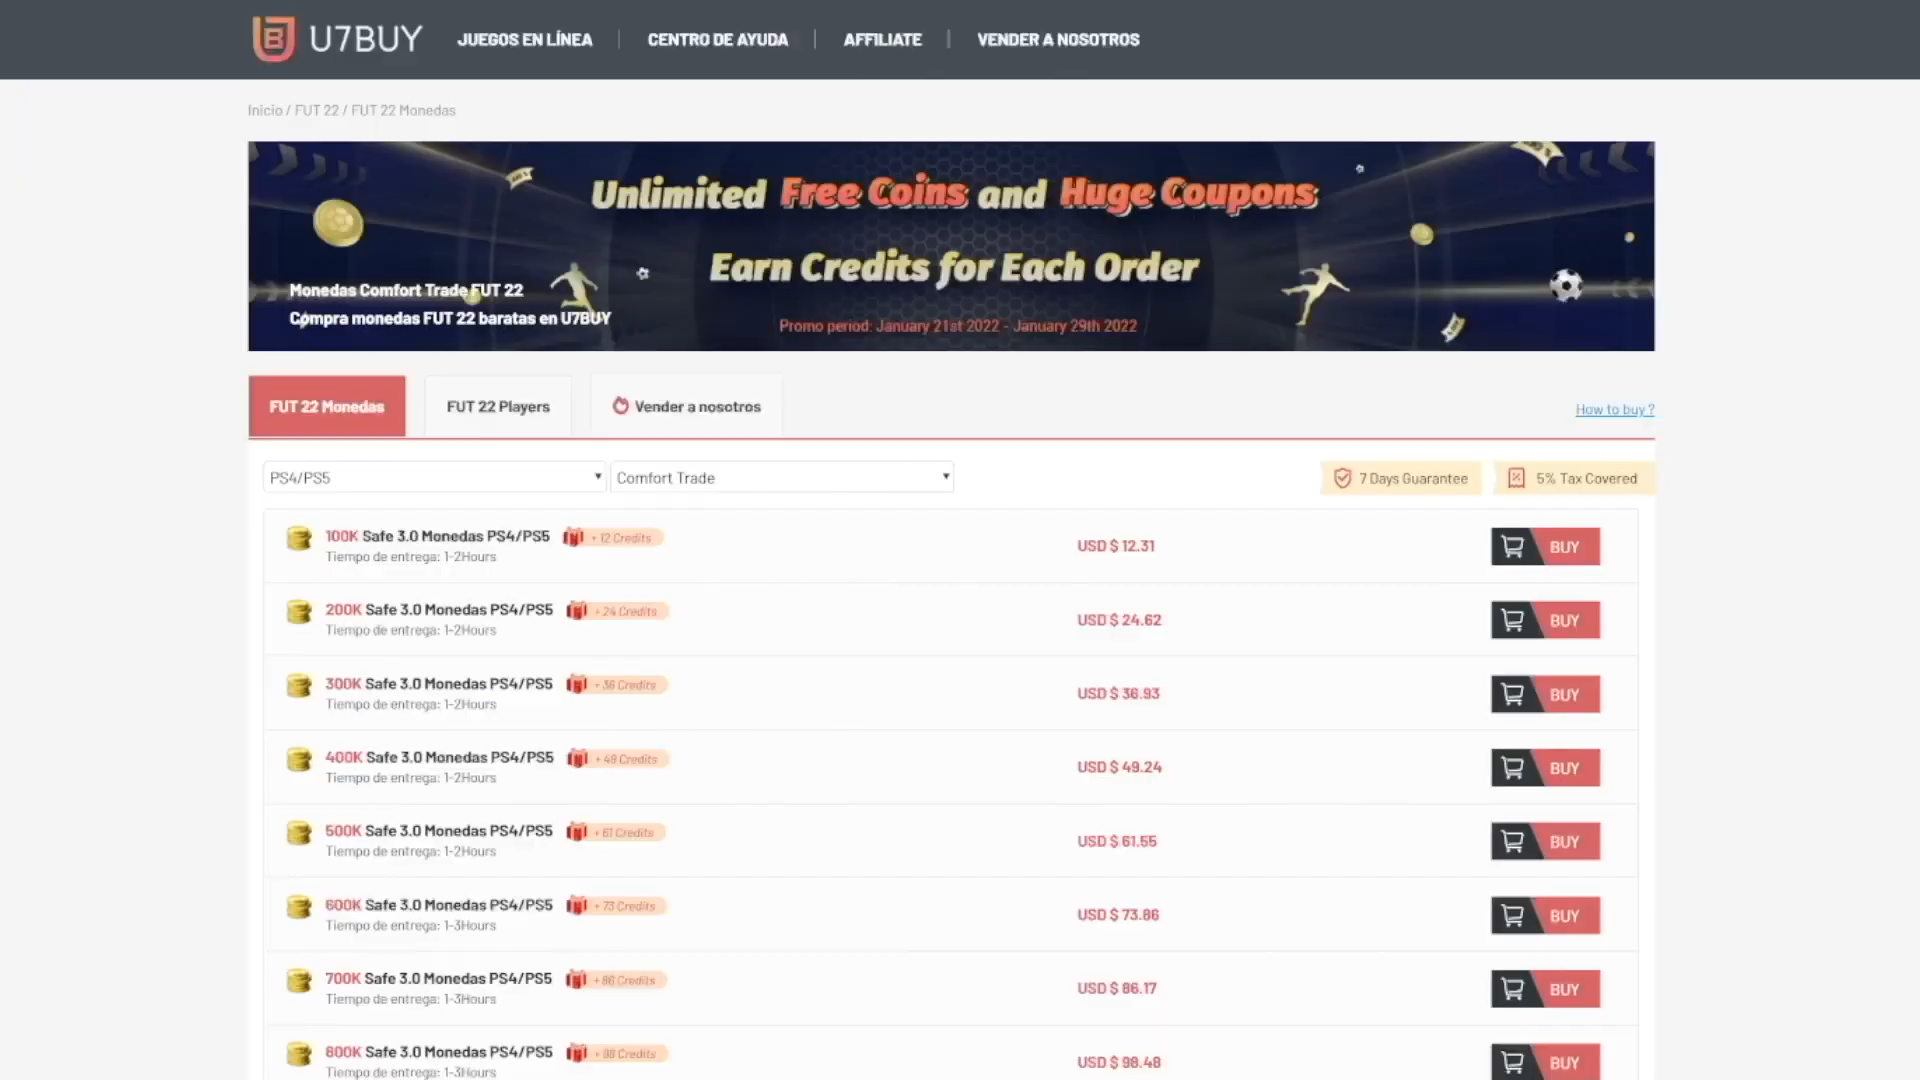 U7BUY
JUEGOS EN LÍNEA
CENTRO DE AYUDA
AFFILIATE
VENDER A NOSOTROS
Inicio / FUT 22 / FUT 22 Monedas
Unlimited Free Coins and Huge Coupons
Earn Credits for Each Order
Monedas Comfort Trade FUT 22
Compra monedas FUT 22 baratas en U7BUY
Promo period: January 21st 2022 - January 29th 2022
FUT 22 Monedas
FUT 22 Players
Vender a nosotros
How to buy ?
PS4/PS5
Comfort Trade
7 Days Guarantee
5% Tax Covered
100K Safe 3.0 Monedas PS4/PS5 + 12 Credits
Tiempo de entrega: 1-2Hours
USD $ 12.31
BUY
200K Safe 3.0 Monedas PS4/PS5 + 24 Credits
Tiempo de entrega: 1-2Hours
USD $ 24.62
BUY
300K Safe 3.0 Monedas PS4/PS5 + 36 Credits
Tiempo de entrega: 1-2Hours
USD $ 36.93
BUY
400K Safe 3.0 Monedas PS4/PS5 + 49 Credits
Tiempo de entrega: 1-2Hours
USD $ 49.24
BUY
500K Safe 3.0 Monedas PS4/PS5 + 61 Credits
Tiempo de entrega: 1-2Hours
USD $ 61.55
BUY
600K Safe 3.0 Monedas PS4/PS5 + 73 Credits
Tiempo de entrega: 1-3Hours
USD $ 73.86
BUY
700K Safe 3.0 Monedas PS4/PS5 + 86 Credits
Tiempo de entrega: 1-3Hours
USD $ 86.17
BUY
800K Safe 3.0 Monedas PS4/PS5 + 98 Credits
Tiempo de entrega: 1-3Hours
USD $ 98.48
BUY